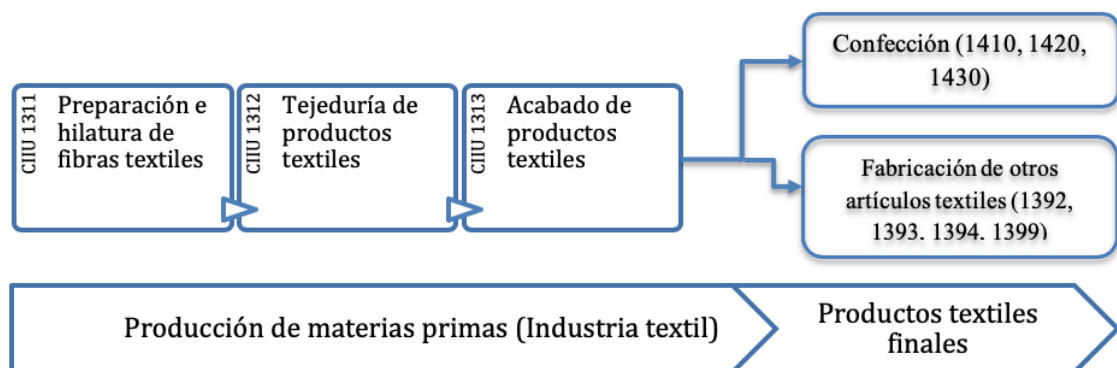 CIIU 1311
Preparación e
hilatura de
fibras textiles
CIIU 1312
Tejeduría de
productos
textiles
CIIU 1313
Acabado de
productos
textiles
Confección (1410, 1420,
1430)
Fabricación de otros
artículos textiles (1392,
1393, 1394, 1399)
Producción de materias primas (Industria textil)
Productos textiles
finales